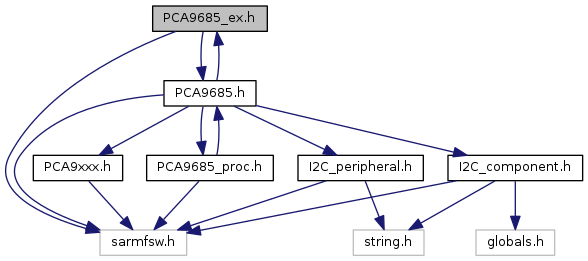 PCA9685_ex.h
PCA9685.h
PCA9xxx.h
PCA9685_proc.h
I2C_peripheral.h
I2C_component.h
sarmfsw.h
string.h
globals.h